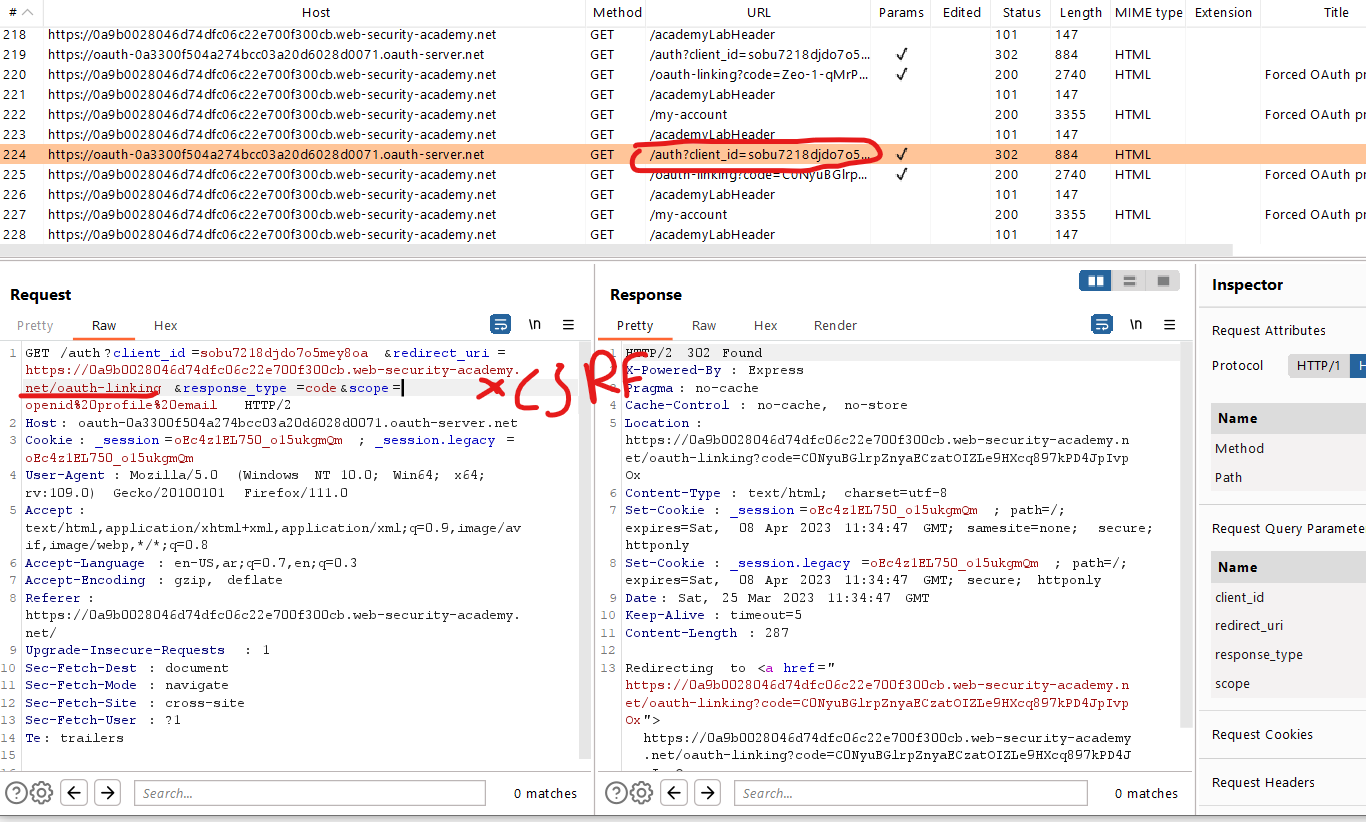 # Host Method URL Params Edited Status Length MIME type Extension Title
218 https://0a9b0028046d74dfc06c22e700f300cb.web-security-academy.net GET /academyLabHeader 101 147
219 https://oauth-0a3300f504a274bcc03a20d6028d0071.oauth-server.net GET /auth?client_id=sobu7218djdo7o5... ✓ 302 884 HTML
220 https://0a9b0028046d74dfc06c22e700f300cb.web-security-academy.net GET /oauth-linking?code=Zeo-1-qMrP... ✓ 200 2740 HTML Forced OAuth pr
221 https://0a9b0028046d74dfc06c22e700f300cb.web-security-academy.net GET /academyLabHeader 101 147
222 https://0a9b0028046d74dfc06c22e700f300cb.web-security-academy.net GET /my-account 200 3355 HTML Forced OAuth pr
223 https://0a9b0028046d74dfc06c22e700f300cb.web-security-academy.net GET /academyLabHeader 101 147
224 https://oauth-0a3300f504a274bcc03a20d6028d0071.oauth-server.net GET /auth?client_id=sobu7218djdo7o5... ✓ 302 884 HTML
225 https://0a9b0028046d74dfc06c22e700f300cb.web-security-academy.net GET /oauth-linking?code=C0NyuBGlrp... ✓ 200 2740 HTML Forced OAuth pr
226 https://0a9b0028046d74dfc06c22e700f300cb.web-security-academy.net GET /academyLabHeader 101 147
227 https://0a9b0028046d74dfc06c22e700f300cb.web-security-academy.net GET /my-account 200 3355 HTML Forced OAuth pr
228 https://0a9b0028046d74dfc06c22e700f300cb.web-security-academy.net GET /academyLabHeader 101 147
Request
Pretty Raw Hex \n
1 GET /auth?client_id=sobu7218djdo7o5mey8oa&redirect_uri=
https://0a9b0028046d74dfc06c22e700f300cb.web-security-academy.
net/oauth-linking&response_type=code&scope=
openid%20profile%20email HTTP/2
2 Host: oauth-0a3300f504a274bcc03a20d6028d0071.oauth-server.net
3 Cookie: _session=oEc4z1EL750_o15ukgmQm; _session.legacy=
oEc4z1EL750_o15ukgmQm
4 User-Agent: Mozilla/5.0 (Windows NT 10.0; Win64; x64;
rv:109.0) Gecko/20100101 Firefox/111.0
5 Accept:
text/html,application/xhtml+xml,application/xml;q=0.9,image/av
if,image/webp,*/*;q=0.8
6 Accept-Language: en-US,ar;q=0.7,en;q=0.3
7 Accept-Encoding: gzip, deflate
8 Referer:
https://0a9b0028046d74dfc06c22e700f300cb.web-security-academy.
net/
9 Upgrade-Insecure-Requests: 1
10 Sec-Fetch-Dest: document
11 Sec-Fetch-Mode: navigate
12 Sec-Fetch-Site: cross-site
13 Sec-Fetch-User: ?1
14 Te: trailers
15
xCSRF
Search...
0 matches
Response
Pretty Raw Hex Render \n
1 HTTP/2 302 Found
2 X-Powered-By: Express
3 Pragma: no-cache
4 Cache-Control: no-cache, no-store
5 Location:
https://0a9b0028046d74dfc06c22e700f300cb.web-security-academy.n
et/oauth-linking?code=C0NyuBGlrpZnyaECzatOIZLe9HXcq897kPD4JpIvp
Ox
6 Content-Type: text/html; charset=utf-8
7 Set-Cookie: _session=oEc4z1EL750_o15ukgmQm; path=/;
expires=Sat, 08 Apr 2023 11:34:47 GMT; samesite=none; secure;
httponly
8 Set-Cookie: _session.legacy=oEc4z1EL750_o15ukgmQm; path=/;
expires=Sat, 08 Apr 2023 11:34:47 GMT; secure; httponly
9 Date: Sat, 25 Mar 2023 11:34:47 GMT
10 Keep-Alive: timeout=5
11 Content-Length: 287
12
13 Redirecting to <a href="
https://0a9b0028046d74dfc06c22e700f300cb.web-security-academy.n
et/oauth-linking?code=C0NyuBGlrpZnyaECzatOIZLe9HXcq897kPD4JpIvp
Ox">
https://0a9b0028046d74dfc06c22e700f300cb.web-security-academy
.net/oauth-linking?code=C0NyuBGlrpZnyaECzatOIZLe9HXcq897kPD4J
Search...
0 matches
Inspector
Request Attributes
Protocol HTTP/1 H
Name
Method
Path
Request Query Paramete
Name
client_id
redirect_uri
response_type
scope
Request Cookies
Request Headers